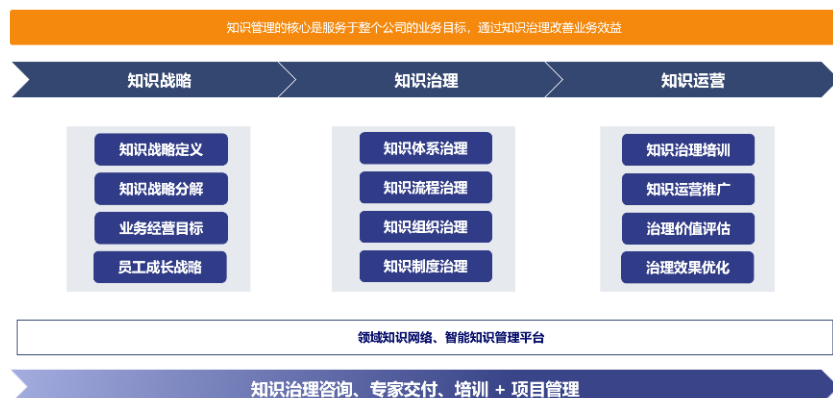 知识管理的核心是服务于整个公司的业务目标，通过知识治理改善业务效益
知识战略
知识治理
知识运营
知识战略定义
知识战略分解
业务经营目标
员工成长战略
知识体系治理
知识流程治理
知识组织治理
知识制度治理
知识治理培训
知识运营推广
治理价值评估
治理效果优化
领域知识网络、智能知识管理平台
知识治理咨询、专家交付、培训 + 项目管理